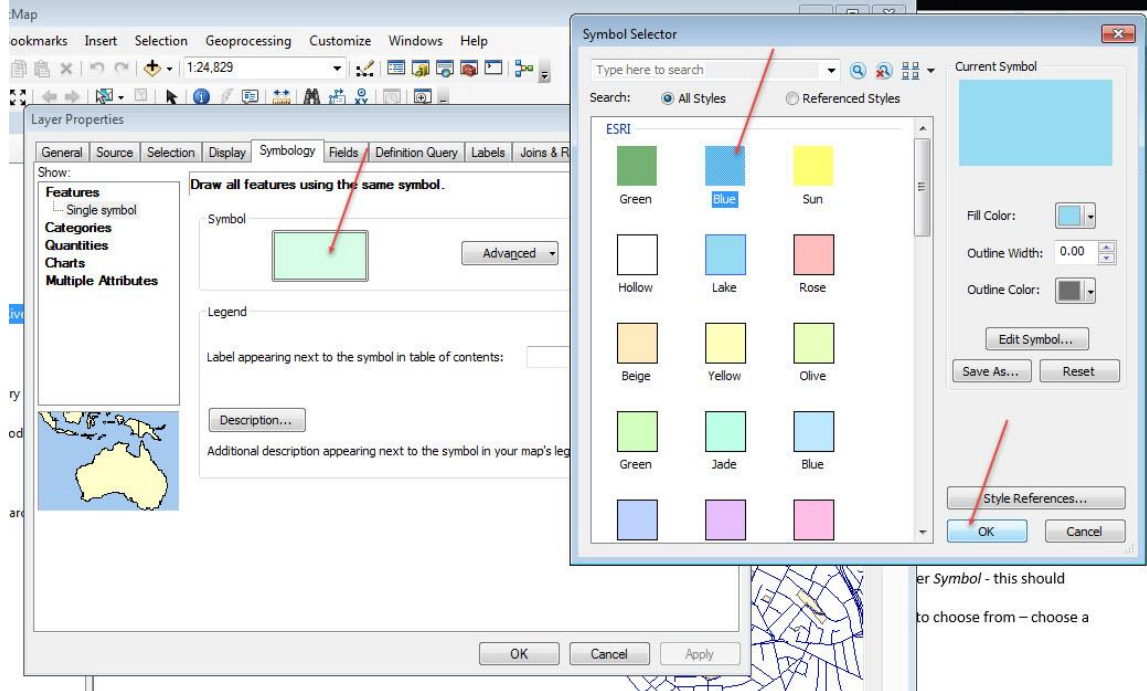 Map
ookmarks Insert Selection Geoprocessing Customize Windows Help
1:24,829
Layer Properties
General Source Selection Display Symbology Fields Definition Query Labels Joins & R
Show:
Features
Single symbol
Categories
Quantities
Charts
Multiple Attributes
Draw all features using the same symbol.
Symbol
Advanced
Legend
Label appearing next to the symbol in table of contents:
Description...
Additional description appearing next to the symbol in your map's leg
OK Cancel Apply
Symbol Selector
Type here to search
Search: All Styles Referenced Styles
ESRI
Green Blue Sun
Hollow Lake Rose
Beige Yellow Olive
Green Jade Blue
Current Symbol
Fill Color:
Outline Width: 0.00
Outline Color:
Edit Symbol...
Save As... Reset
Style References...
OK Cancel
er Symbol - this should
to choose from – choose a